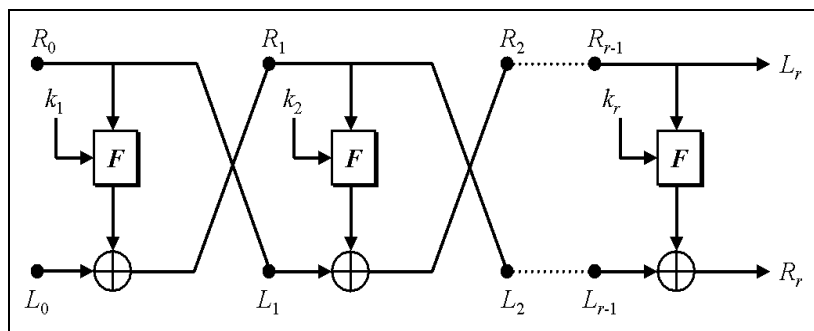 R₀ R₁ R₂ Rᵣ₋₁
Lᵣ
k₁ k₂ kᵣ
F F F
Rᵣ
L₀ L₁ L₂ Lᵣ₋₁